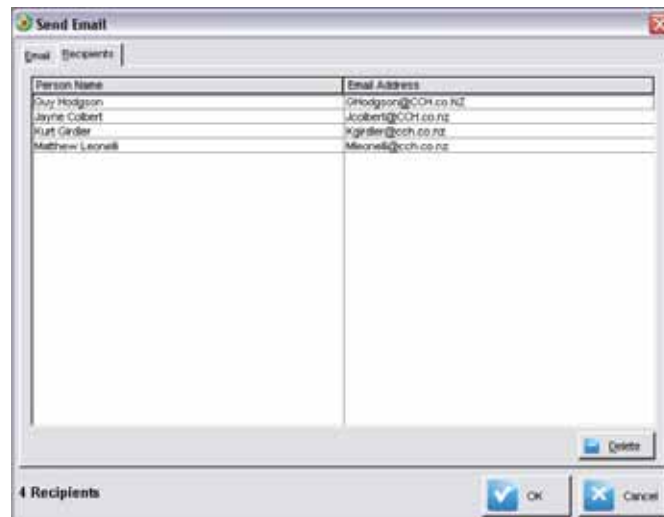 Send Email
Email Recipients
Person Name Email Address
Guy Hodgson GHodgson@CCH.co.NZ
Jayne Colbert Jcolbert@CCH.co.nz
Kurt Girdler Kgirdler@cch.co.nz
Matthew Leonelli Mleonelli@cch.co.nz
Delete
4 Recipients OK Cancel